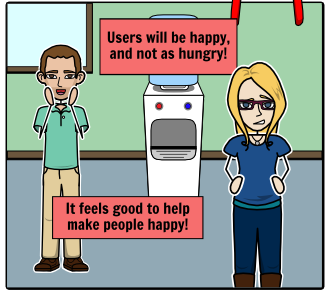 Users will be happy,
and not as hungry!
It feels good to help
make people happy!